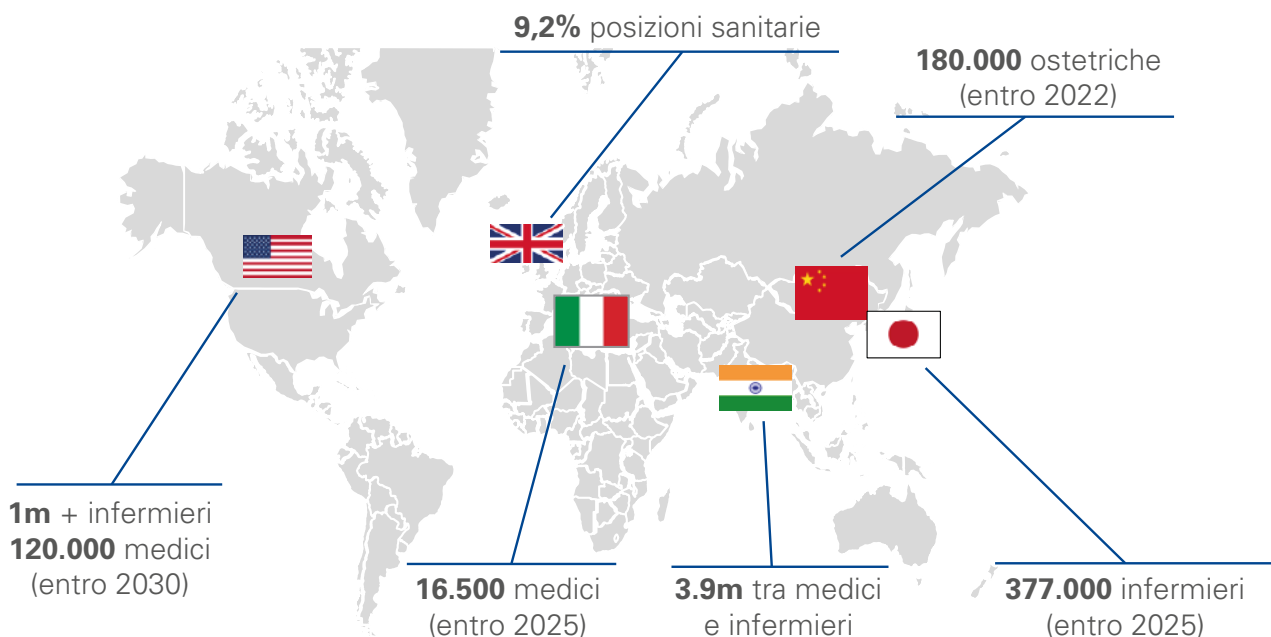 9,2% posizioni sanitarie
180.000 ostetriche
(entro 2022)
1m + infermieri
120.000 medici
(entro 2030)
16.500 medici
(entro 2025)
3.9m tra medici
e infermieri
377.000 infermieri
(entro 2025)